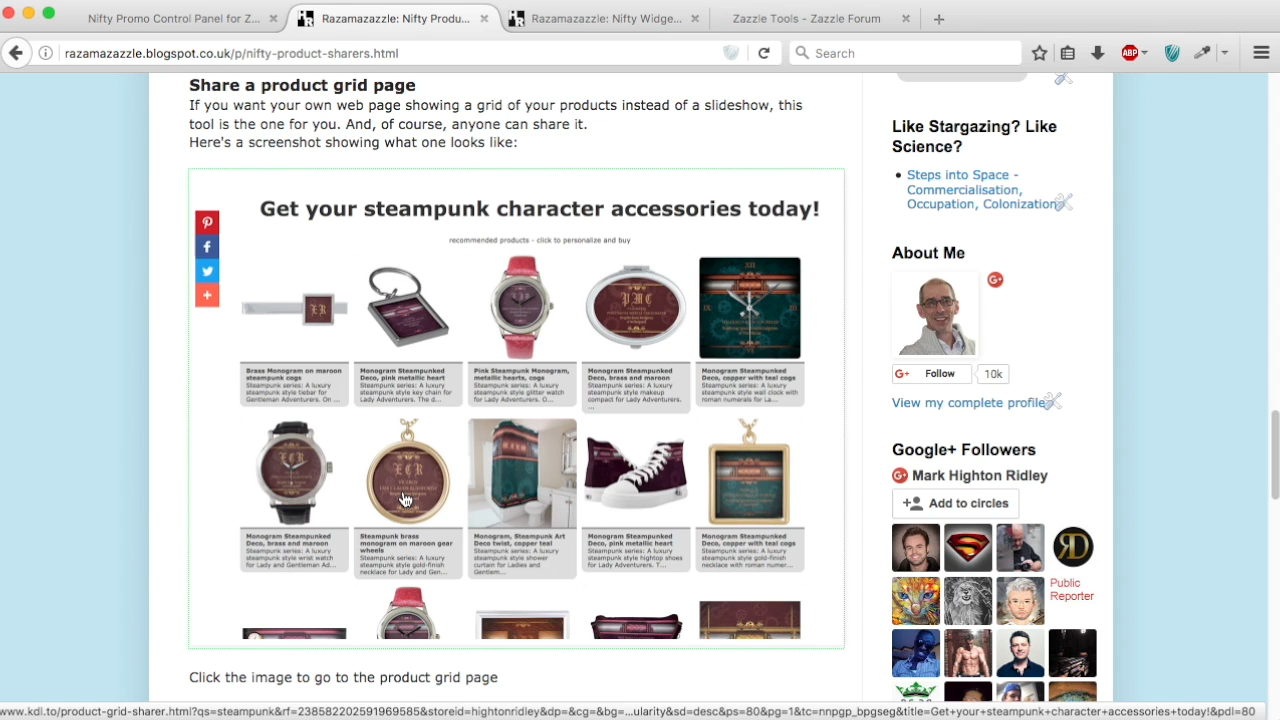 Nifty Promo Control Panel for Z...
Razamazazzle: Nifty Produ...
Razamazazzle: Nifty Widge...
Zazzle Tools - Zazzle Forum
razamazazzle.blogspot.co.uk/p/nifty-product-sharers.html
Search
ABP
Share a product grid page
If you want your own web page showing a grid of your products instead of a slideshow, this
tool is the one for you. And, of course, anyone can share it.
Here's a screenshot showing what one looks like:
Get your steampunk character accessories today!
recommended products - click to personalize and buy
Brass Monogram on maroon
steampunk cogs
Steampunk series: A luxury
steampunk style tiebar for
Gentleman Adventurers. On ...
Monogram Steampunked
Deco, pink metallic heart
Steampunk series: A luxury
steampunk style key chain for
Lady Adventurers. The d...
Pink Steampunk Monogram,
metallic hearts, cogs
Steampunk series: A luxury
steampunk style glitter watch
for Lady Adventurers. O...
Monogram Steampunked
Deco, brass and maroon
Steampunk series: A luxury
steampunk style makeup
compact for Lady Adventurers.
...
Monogram Steampunked
Deco, copper with teal cogs
Steampunk series: A luxury
steampunk style wall clock with
roman numerals for La...
Monogram Steampunked
Deco, brass and maroon
Steampunk series: A luxury
steampunk style wrist watch
for Lady and Gentleman Ad...
Steampunk brass
monogram on maroon gear
wheels
Steampunk series: A luxury
steampunk style gold-finish
necklace for Lady and Gen...
Monogram, Steampunk Art
Deco twist, copper teal
Steampunk series: A luxury
steampunk style shower
curtain for Ladies and
Gentlem...
Monogram Steampunked
Deco, pink metallic heart
Steampunk series: A luxury
steampunk style hightop shoes
for Lady Adventurers. T...
Monogram Steampunked
Deco, copper with teal cogs
Steampunk series: A luxury
steampunk style gold-finish
necklace with roman numer...
Click the image to go to the product grid page
Like Stargazing? Like
Science?
Steps into Space -
Commercialisation,
Occupation, Colonization
About Me
G+ Follow 10k
View my complete profile
Google+ Followers
Mark Highton Ridley
Add to circles
Public
Reporter
www.kdl.to/product-grid-sharer.html?qs=steampunk&rf=238522202591969585&storeid=hightonridley&dp=&cg=&bg=...ularity&sd=desc&ps=80&pg=1&tc=nnpgp_bpgseg&title=Get+your+steampunk+character+accessories+today!&pdl=80